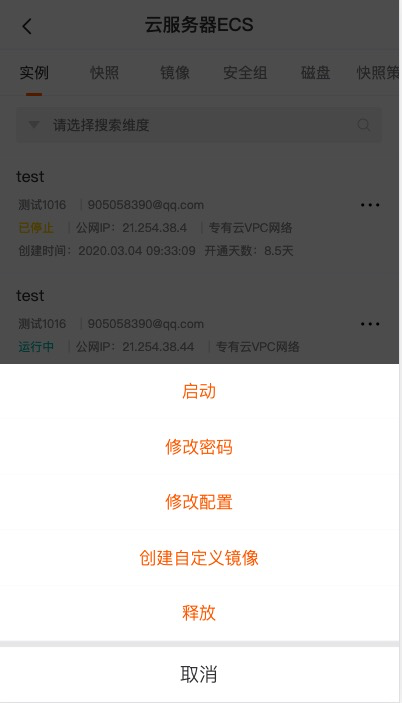 云服务器ECS
实例 快照 镜像 安全组 磁盘 快照策
请选择搜索维度
test
测试1016 | 905058390@qq.com
已停止 | 公网IP：21.254.38.4 | 专有云VPC网络
创建时间：2020.03.04 09:33:09 开通天数：8.5天
test
测试1016 | 905058390@qq.com
运行中 | 公网IP：21.254.38.44 | 专有云VPC网络
启动
修改密码
修改配置
创建自定义镜像
释放
取消